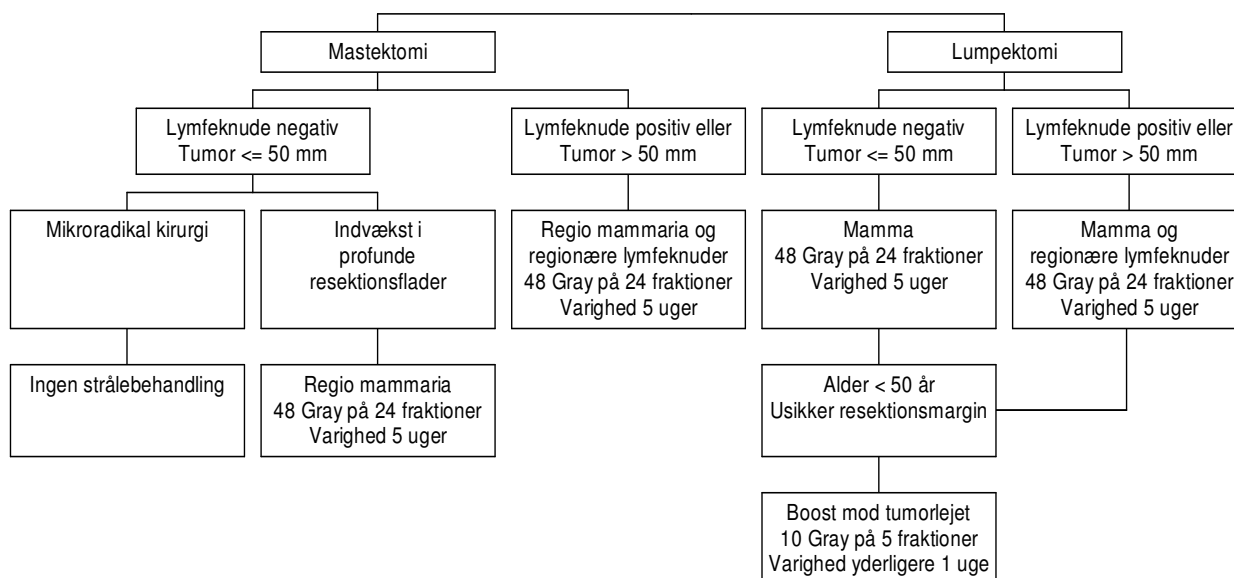 Mastektomi
Lumpektomi
Lymfeknude negativ
Tumor <= 50 mm
Lymfeknude positiv eller
Tumor > 50 mm
Lymfeknude negativ
Tumor <= 50 mm
Lymfeknude positiv eller
Tumor > 50 mm
Mikroradikal kirurgi
Indvækst i
profunde
resektionsflader
Regio mammaria og
regionære lymfeknuder
48 Gray på 24 fraktioner
Varighed 5 uger
Mamma
48 Gray på 24 fraktioner
Varighed 5 uger
Mamma og
regionære lymfeknuder
48 Gray på 24 fraktioner
Varighed 5 uger
Ingen strålebehandling
Regio mammaria
48 Gray på 24 fraktioner
Varighed 5 uger
Alder < 50 år
Usikker resektionsmargin
Boost mod tumorlejet
10 Gray på 5 fraktioner
Varighed yderligere 1 uge